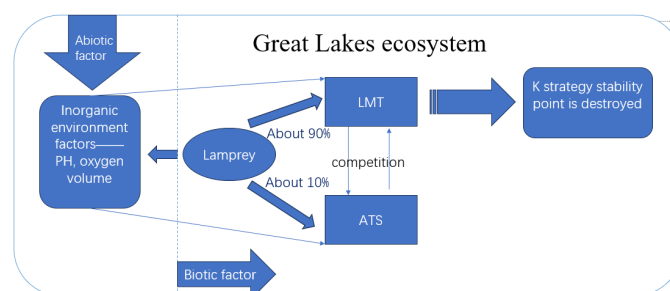 Great Lakes ecosystem
Abiotic
factor
Inorganic
environment
factors——
PH, oxygen
volume
Lamprey
About 90%
About 10%
LMT
competition
ATS
K strategy stability
point is destroyed
Biotic factor